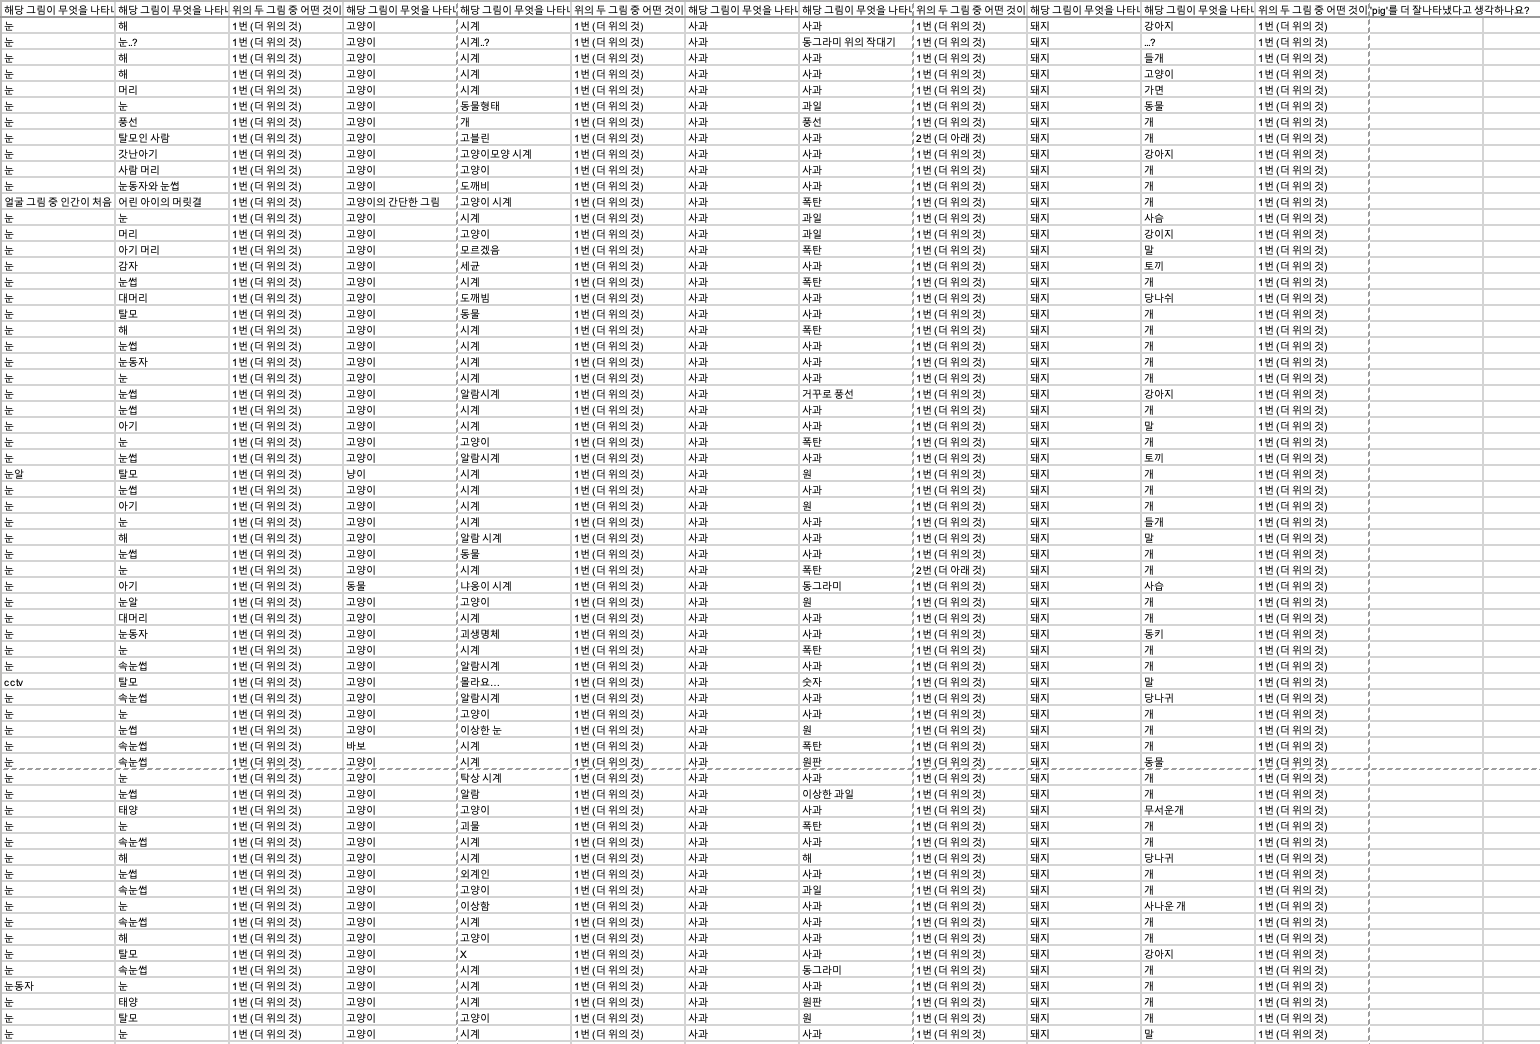 해당 그림이 무엇을 나타내 해당 그림이 무엇을 나타내 위의 두 그림 중 어떤 것이 해당 그림이 무엇을 나타내 해당 그림이 무엇을 나타내 위의 두 그림 중 어떤 것이 해당 그림이 무엇을 나타내 해당 그림이 무엇을 나타내 위의 두 그림 중 어떤 것이 해당 그림이 무엇을 나타내 해당 그림이 무엇을 나타내 위의 두 그림 중 어떤 것이 'pig'를 더 잘나타냈다고 생각하나요?
눈 해 1번 (더 위의 것) 고양이 시계 1번 (더 위의 것) 사과 사과 1번 (더 위의 것) 돼지 강아지 1번 (더 위의 것)
눈 눈..? 1번 (더 위의 것) 고양이 시계..? 1번 (더 위의 것) 사과 동그라미 위의 작대기 1번 (더 위의 것) 돼지 ...? 1번 (더 위의 것)
눈 해 1번 (더 위의 것) 고양이 시계 1번 (더 위의 것) 사과 사과 1번 (더 위의 것) 돼지 들개 1번 (더 위의 것)
눈 해 1번 (더 위의 것) 고양이 시계 1번 (더 위의 것) 사과 사과 1번 (더 위의 것) 돼지 고양이 1번 (더 위의 것)
눈 머리 1번 (더 위의 것) 고양이 시계 1번 (더 위의 것) 사과 사과 1번 (더 위의 것) 돼지 가면 1번 (더 위의 것)
눈 눈 1번 (더 위의 것) 고양이 동물형태 1번 (더 위의 것) 사과 과일 1번 (더 위의 것) 돼지 동물 1번 (더 위의 것)
눈 풍선 1번 (더 위의 것) 고양이 개 1번 (더 위의 것) 사과 풍선 1번 (더 위의 것) 돼지 개 1번 (더 위의 것)
눈 탈모인 사람 1번 (더 위의 것) 고양이 고블린 1번 (더 위의 것) 사과 사과 2번 (더 아래 것) 돼지 개 1번 (더 위의 것)
눈 갓난아기 1번 (더 위의 것) 고양이 고양이모양 시계 1번 (더 위의 것) 사과 사과 1번 (더 위의 것) 돼지 강아지 1번 (더 위의 것)
눈 사람 머리 1번 (더 위의 것) 고양이 고양이 1번 (더 위의 것) 사과 사과 1번 (더 위의 것) 돼지 개 1번 (더 위의 것)
눈 눈동자와 눈썹 1번 (더 위의 것) 고양이 도깨비 1번 (더 위의 것) 사과 사과 1번 (더 위의 것) 돼지 개 1번 (더 위의 것)
얼굴 그림 중 인간이 처음 어린 아이의 머릿결 1번 (더 위의 것) 고양이의 간단한 그림 고양이 시계 1번 (더 위의 것) 사과 폭탄 1번 (더 위의 것) 돼지 개 1번 (더 위의 것)
눈 눈 1번 (더 위의 것) 고양이 시계 1번 (더 위의 것) 사과 과일 1번 (더 위의 것) 돼지 사슴 1번 (더 위의 것)
눈 머리 1번 (더 위의 것) 고양이 고양이 1번 (더 위의 것) 사과 과일 1번 (더 위의 것) 돼지 강이지 1번 (더 위의 것)
눈 아기 머리 1번 (더 위의 것) 고양이 모르겠음 1번 (더 위의 것) 사과 폭탄 1번 (더 위의 것) 돼지 말 1번 (더 위의 것)
눈 감자 1번 (더 위의 것) 고양이 세균 1번 (더 위의 것) 사과 사과 1번 (더 위의 것) 돼지 토끼 1번 (더 위의 것)
눈 눈썹 1번 (더 위의 것) 고양이 시계 1번 (더 위의 것) 사과 폭탄 1번 (더 위의 것) 돼지 개 1번 (더 위의 것)
눈 대머리 1번 (더 위의 것) 고양이 도깨빔 1번 (더 위의 것) 사과 사과 1번 (더 위의 것) 돼지 당나쉬 1번 (더 위의 것)
눈 탈모 1번 (더 위의 것) 고양이 동물 1번 (더 위의 것) 사과 사과 1번 (더 위의 것) 돼지 개 1번 (더 위의 것)
눈 해 1번 (더 위의 것) 고양이 시계 1번 (더 위의 것) 사과 폭탄 1번 (더 위의 것) 돼지 개 1번 (더 위의 것)
눈 눈썹 1번 (더 위의 것) 고양이 시계 1번 (더 위의 것) 사과 사과 1번 (더 위의 것) 돼지 개 1번 (더 위의 것)
눈 눈동자 1번 (더 위의 것) 고양이 시계 1번 (더 위의 것) 사과 사과 1번 (더 위의 것) 돼지 개 1번 (더 위의 것)
눈 눈 1번 (더 위의 것) 고양이 시계 1번 (더 위의 것) 사과 사과 1번 (더 위의 것) 돼지 개 1번 (더 위의 것)
눈 눈썹 1번 (더 위의 것) 고양이 알람시계 1번 (더 위의 것) 사과 거꾸로 풍선 1번 (더 위의 것) 돼지 강아지 1번 (더 위의 것)
눈 눈썹 1번 (더 위의 것) 고양이 시계 1번 (더 위의 것) 사과 사과 1번 (더 위의 것) 돼지 개 1번 (더 위의 것)
눈 아기 1번 (더 위의 것) 고양이 시계 1번 (더 위의 것) 사과 사과 1번 (더 위의 것) 돼지 말 1번 (더 위의 것)
눈 눈 1번 (더 위의 것) 고양이 고양이 1번 (더 위의 것) 사과 폭탄 1번 (더 위의 것) 돼지 개 1번 (더 위의 것)
눈 눈썹 1번 (더 위의 것) 고양이 알람시계 1번 (더 위의 것) 사과 사과 1번 (더 위의 것) 돼지 토끼 1번 (더 위의 것)
눈알 탈모 1번 (더 위의 것) 냥이 시계 1번 (더 위의 것) 사과 원 1번 (더 위의 것) 돼지 개 1번 (더 위의 것)
눈 눈썹 1번 (더 위의 것) 고양이 시계 1번 (더 위의 것) 사과 사과 1번 (더 위의 것) 돼지 개 1번 (더 위의 것)
눈 아기 1번 (더 위의 것) 고양이 시계 1번 (더 위의 것) 사과 원 1번 (더 위의 것) 돼지 개 1번 (더 위의 것)
눈 눈 1번 (더 위의 것) 고양이 시계 1번 (더 위의 것) 사과 사과 1번 (더 위의 것) 돼지 들개 1번 (더 위의 것)
눈 해 1번 (더 위의 것) 고양이 알람 시계 1번 (더 위의 것) 사과 사과 1번 (더 위의 것) 돼지 말 1번 (더 위의 것)
눈 눈썹 1번 (더 위의 것) 고양이 동물 1번 (더 위의 것) 사과 사과 1번 (더 위의 것) 돼지 개 1번 (더 위의 것)
눈 눈 1번 (더 위의 것) 고양이 시계 1번 (더 위의 것) 사과 폭탄 2번 (더 아래 것) 돼지 개 1번 (더 위의 것)
눈 아기 1번 (더 위의 것) 동물 냐옹이 시계 1번 (더 위의 것) 사과 동그라미 1번 (더 위의 것) 돼지 사습 1번 (더 위의 것)
눈 눈알 1번 (더 위의 것) 고양이 고양이 1번 (더 위의 것) 사과 원 1번 (더 위의 것) 돼지 개 1번 (더 위의 것)
눈 대머리 1번 (더 위의 것) 고양이 시계 1번 (더 위의 것) 사과 사과 1번 (더 위의 것) 돼지 개 1번 (더 위의 것)
눈 눈동자 1번 (더 위의 것) 고양이 괴생명체 1번 (더 위의 것) 사과 사과 1번 (더 위의 것) 돼지 동키 1번 (더 위의 것)
눈 눈 1번 (더 위의 것) 고양이 시계 1번 (더 위의 것) 사과 폭탄 1번 (더 위의 것) 돼지 개 1번 (더 위의 것)
눈 속눈썹 1번 (더 위의 것) 고양이 알람시계 1번 (더 위의 것) 사과 사과 1번 (더 위의 것) 돼지 개 1번 (더 위의 것)
cctv 탈모 1번 (더 위의 것) 고양이 몰라요... 1번 (더 위의 것) 사과 숫자 1번 (더 위의 것) 돼지 말 1번 (더 위의 것)
눈 속눈썹 1번 (더 위의 것) 고양이 알람시계 1번 (더 위의 것) 사과 사과 1번 (더 위의 것) 돼지 당나귀 1번 (더 위의 것)
눈 눈 1번 (더 위의 것) 고양이 고양이 1번 (더 위의 것) 사과 사과 1번 (더 위의 것) 돼지 개 1번 (더 위의 것)
눈 눈썹 1번 (더 위의 것) 고양이 이상한 눈 1번 (더 위의 것) 사과 원 1번 (더 위의 것) 돼지 개 1번 (더 위의 것)
눈 속눈썹 1번 (더 위의 것) 바보 시계 1번 (더 위의 것) 사과 폭탄 1번 (더 위의 것) 돼지 개 1번 (더 위의 것)
눈 속눈썹 1번 (더 위의 것) 고양이 시계 1번 (더 위의 것) 사과 원판 1번 (더 위의 것) 돼지 동물 1번 (더 위의 것)
눈 눈 1번 (더 위의 것) 고양이 탁상 시계 1번 (더 위의 것) 사과 사과 1번 (더 위의 것) 돼지 개 1번 (더 위의 것)
눈 눈썹 1번 (더 위의 것) 고양이 알람 1번 (더 위의 것) 사과 이상한 과일 1번 (더 위의 것) 돼지 개 1번 (더 위의 것)
눈 태양 1번 (더 위의 것) 고양이 고양이 1번 (더 위의 것) 사과 사과 1번 (더 위의 것) 돼지 무서운개 1번 (더 위의 것)
눈 눈 1번 (더 위의 것) 고양이 괴물 1번 (더 위의 것) 사과 폭탄 1번 (더 위의 것) 돼지 개 1번 (더 위의 것)
눈 속눈썹 1번 (더 위의 것) 고양이 시계 1번 (더 위의 것) 사과 사과 1번 (더 위의 것) 돼지 개 1번 (더 위의 것)
눈 해 1번 (더 위의 것) 고양이 시계 1번 (더 위의 것) 사과 해 1번 (더 위의 것) 돼지 당나귀 1번 (더 위의 것)
눈 눈썹 1번 (더 위의 것) 고양이 외계인 1번 (더 위의 것) 사과 사과 1번 (더 위의 것) 돼지 개 1번 (더 위의 것)
눈 속눈썹 1번 (더 위의 것) 고양이 고양이 1번 (더 위의 것) 사과 과일 1번 (더 위의 것) 돼지 개 1번 (더 위의 것)
눈 눈 1번 (더 위의 것) 고양이 이상함 1번 (더 위의 것) 사과 사과 1번 (더 위의 것) 돼지 사나운 개 1번 (더 위의 것)
눈 속눈썹 1번 (더 위의 것) 고양이 시계 1번 (더 위의 것) 사과 사과 1번 (더 위의 것) 돼지 개 1번 (더 위의 것)
눈 해 1번 (더 위의 것) 고양이 고양이 1번 (더 위의 것) 사과 사과 1번 (더 위의 것) 돼지 개 1번 (더 위의 것)
눈 탈모 1번 (더 위의 것) 고양이 X 1번 (더 위의 것) 사과 사과 1번 (더 위의 것) 돼지 강아지 1번 (더 위의 것)
눈 속눈썹 1번 (더 위의 것) 고양이 시계 1번 (더 위의 것) 사과 동그라미 1번 (더 위의 것) 돼지 개 1번 (더 위의 것)
눈동자 눈 1번 (더 위의 것) 고양이 시계 1번 (더 위의 것) 사과 사과 1번 (더 위의 것) 돼지 개 1번 (더 위의 것)
눈 태양 1번 (더 위의 것) 고양이 시계 1번 (더 위의 것) 사과 원판 1번 (더 위의 것) 돼지 개 1번 (더 위의 것)
눈 탈모 1번 (더 위의 것) 고양이 고양이 1번 (더 위의 것) 사과 원 1번 (더 위의 것) 돼지 개 1번 (더 위의 것)
눈 눈 1번 (더 위의 것) 고양이 시계 1번 (더 위의 것) 사과 사과 1번 (더 위의 것) 돼지 말 1번 (더 위의 것)